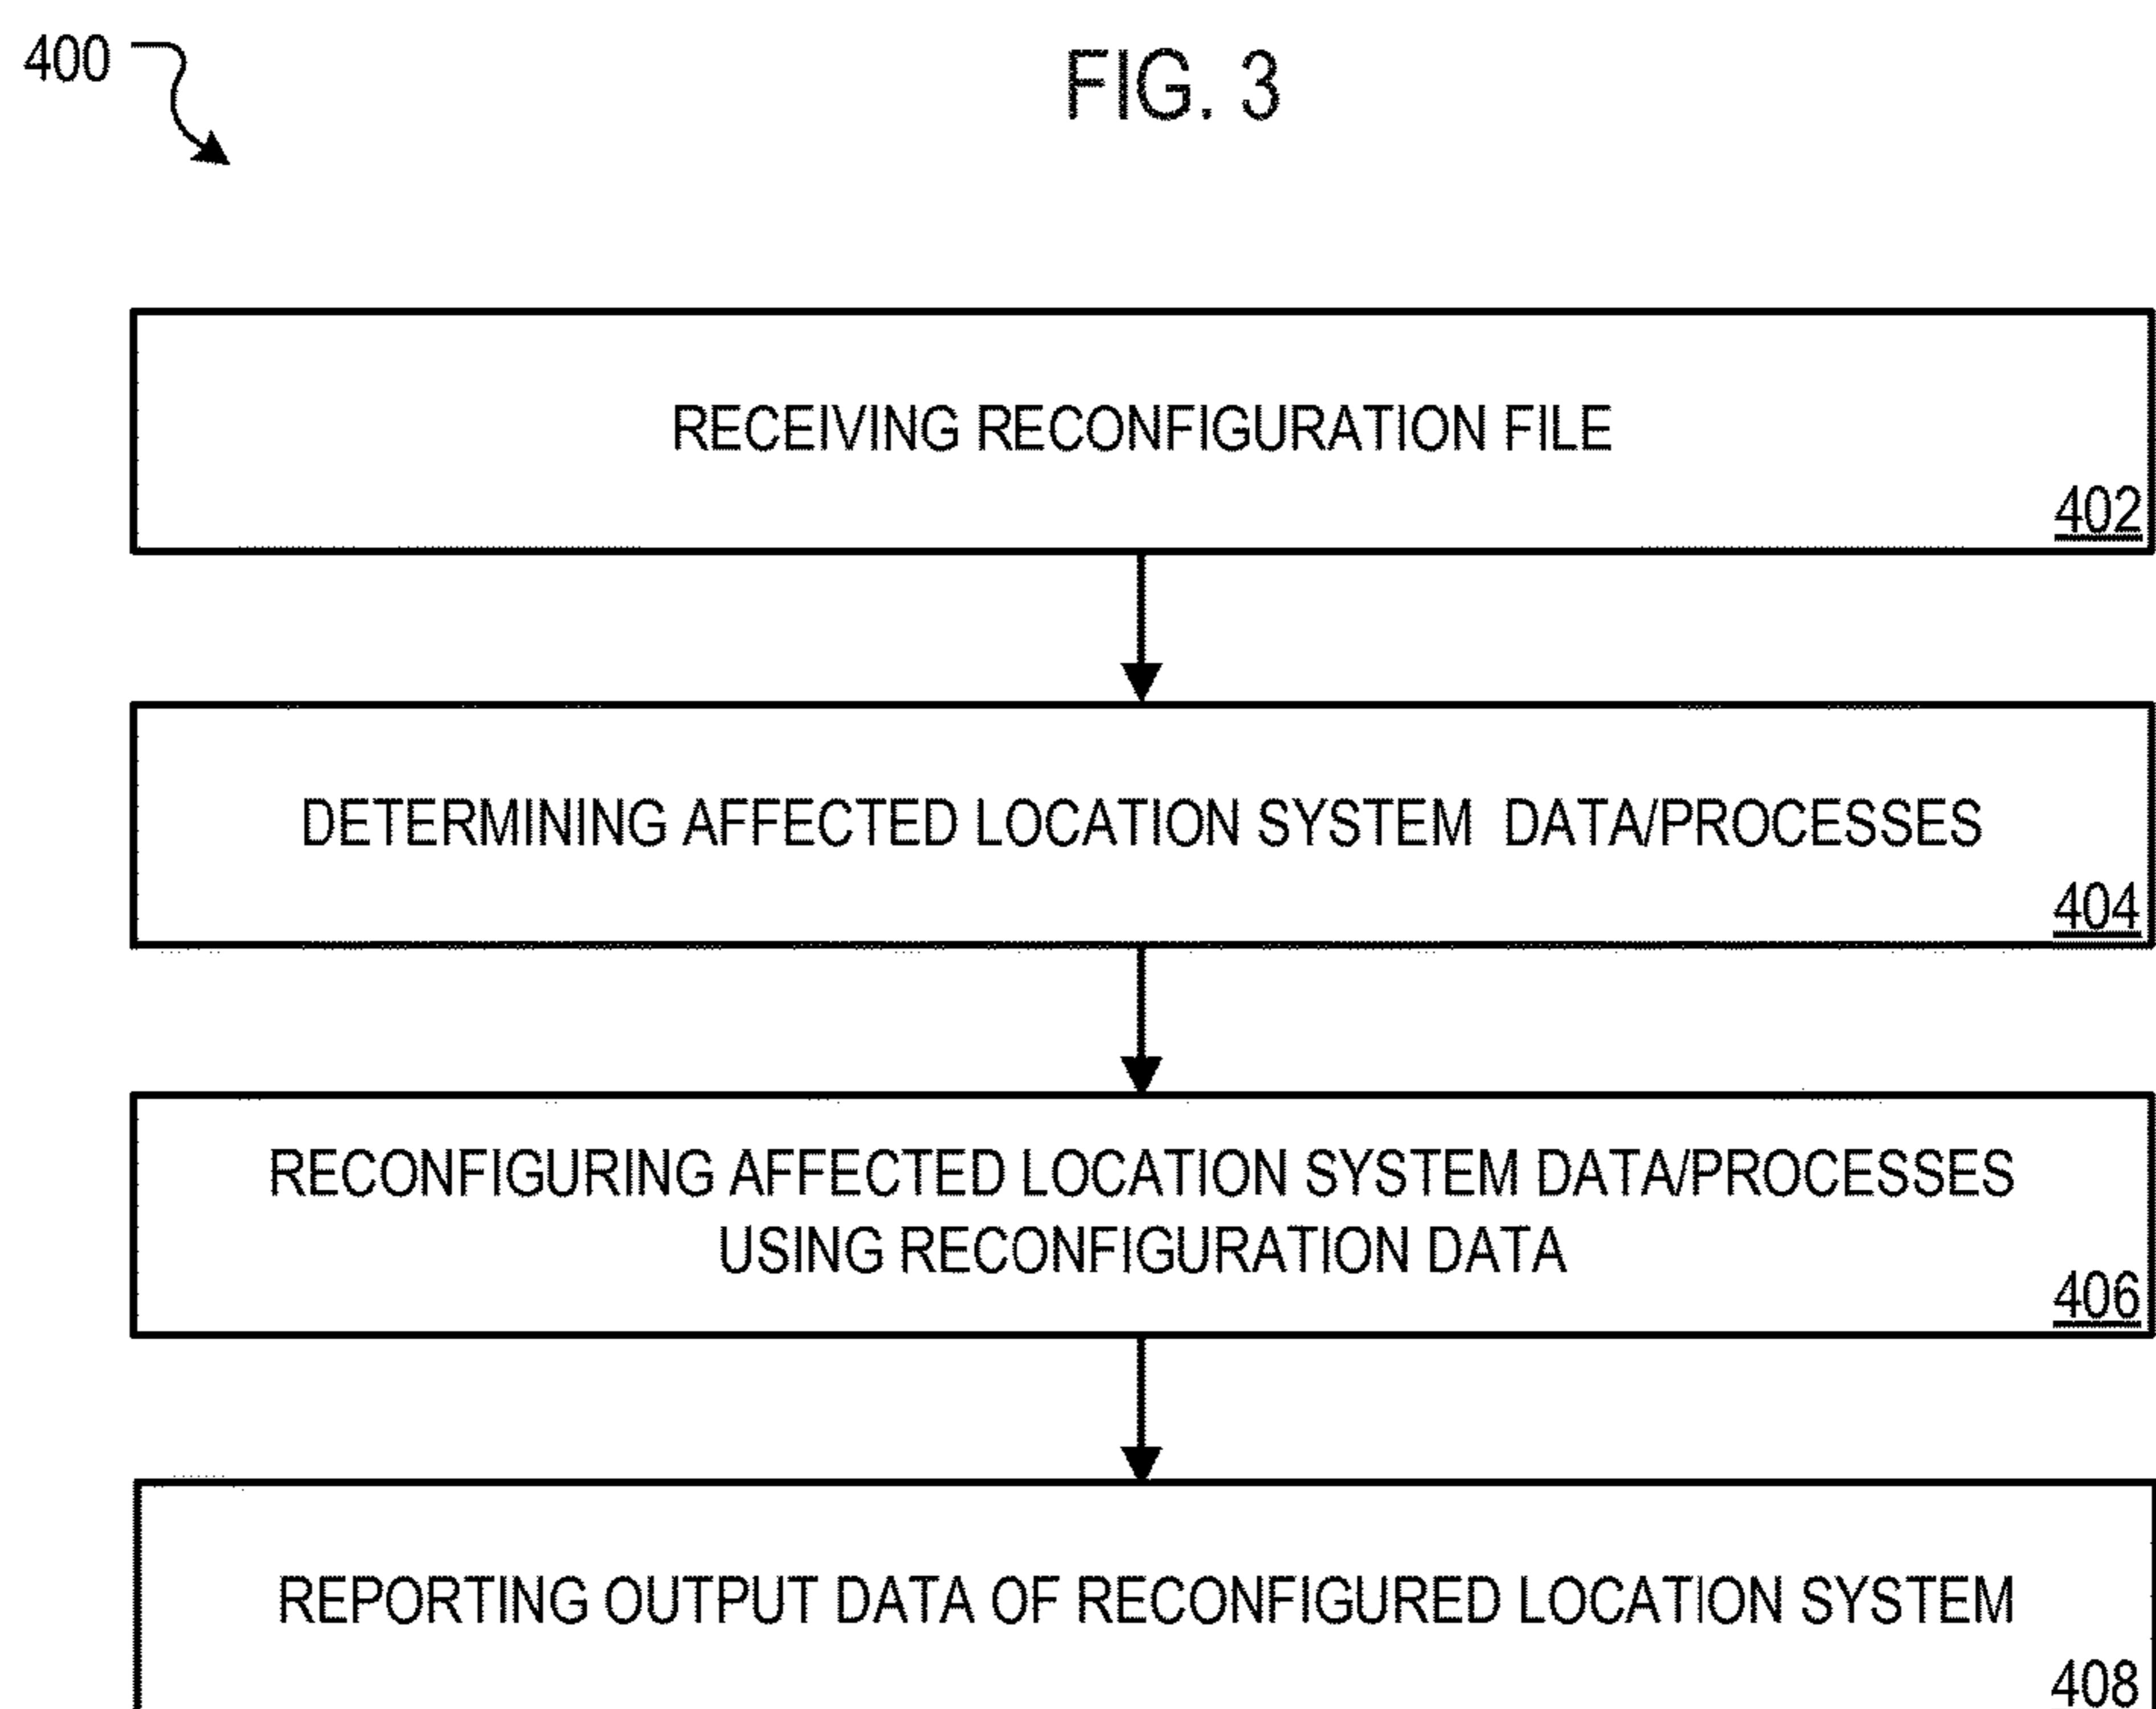 400
FIG. 3
RECEIVING RECONFIGURATION FILE
402
DETERMINING AFFECTED LOCATION SYSTEM DATA/PROCESSES
404
RECONFIGURING AFFECTED LOCATION SYSTEM DATA/PROCESSES
USING RECONFIGURATION DATA
406
REPORTING OUTPUT DATA OF RECONFIGURED LOCATION SYSTEM
408